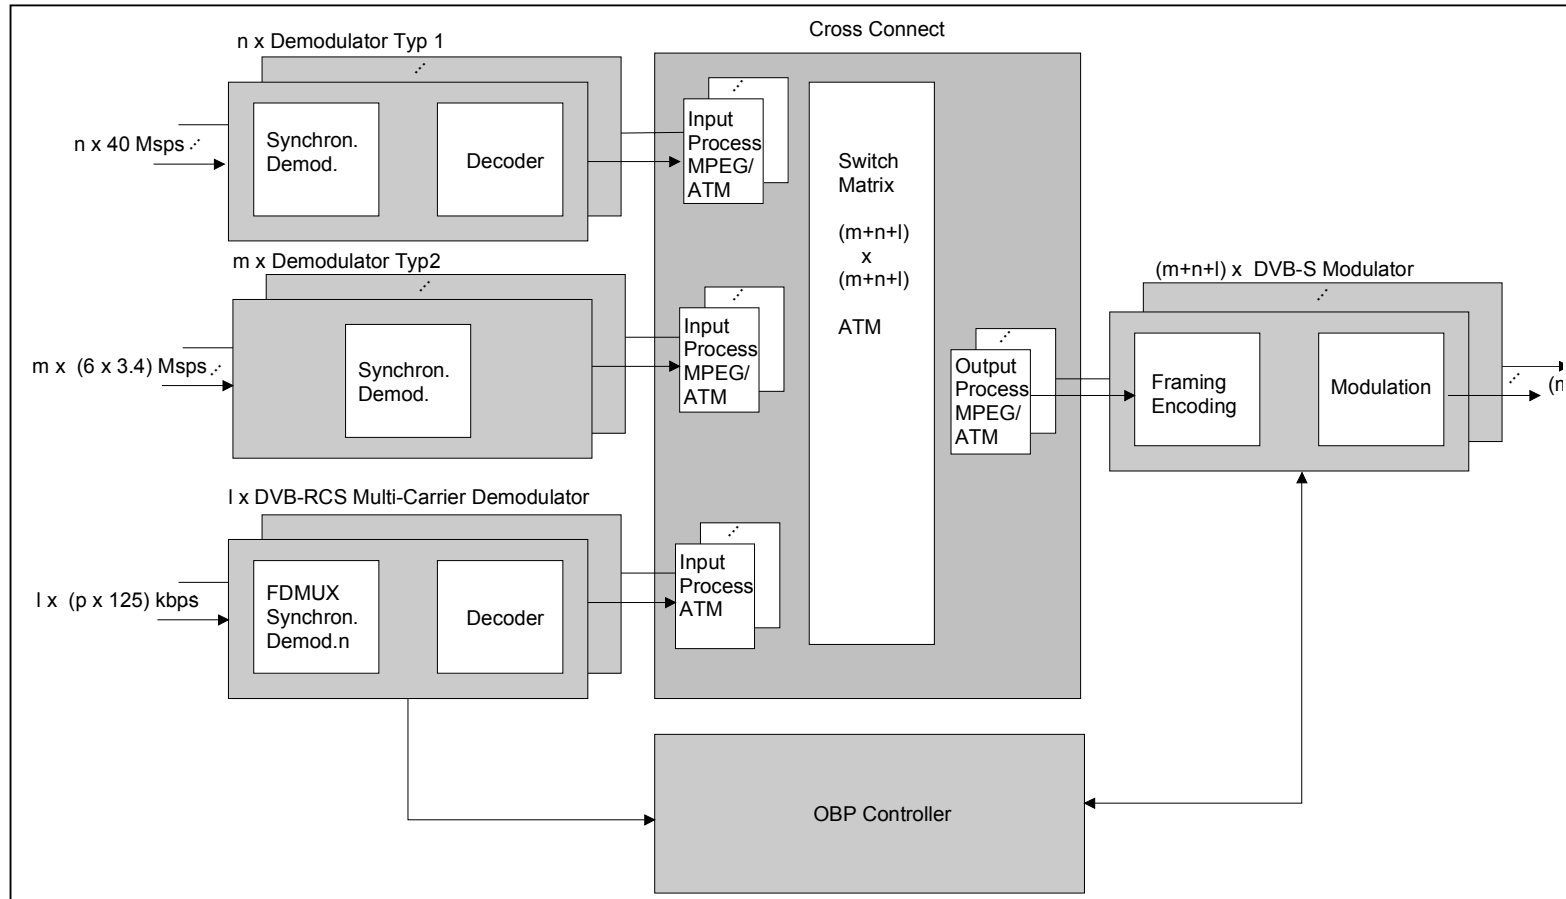 Cross Connect
n x Demodulator Typ 1
n x 40 Msps
Synchron.
Demod.
Decoder
Input
Process
MPEG/
ATM
m x Demodulator Typ2
m x (6 x 3.4) Msps
Synchron.
Demod.
Input
Process
MPEG/
ATM
l x DVB-RCS Multi-Carrier Demodulator
l x (p x 125) kbps
FDMUX
Synchron.
Demod.n
Decoder
Input
Process
ATM
Switch
Matrix
(m+n+l)
x
(m+n+l)
ATM
Output
Process
MPEG/
ATM
(m+n+l) x DVB-S Modulator
Framing
Encoding
Modulation
OBP Controller